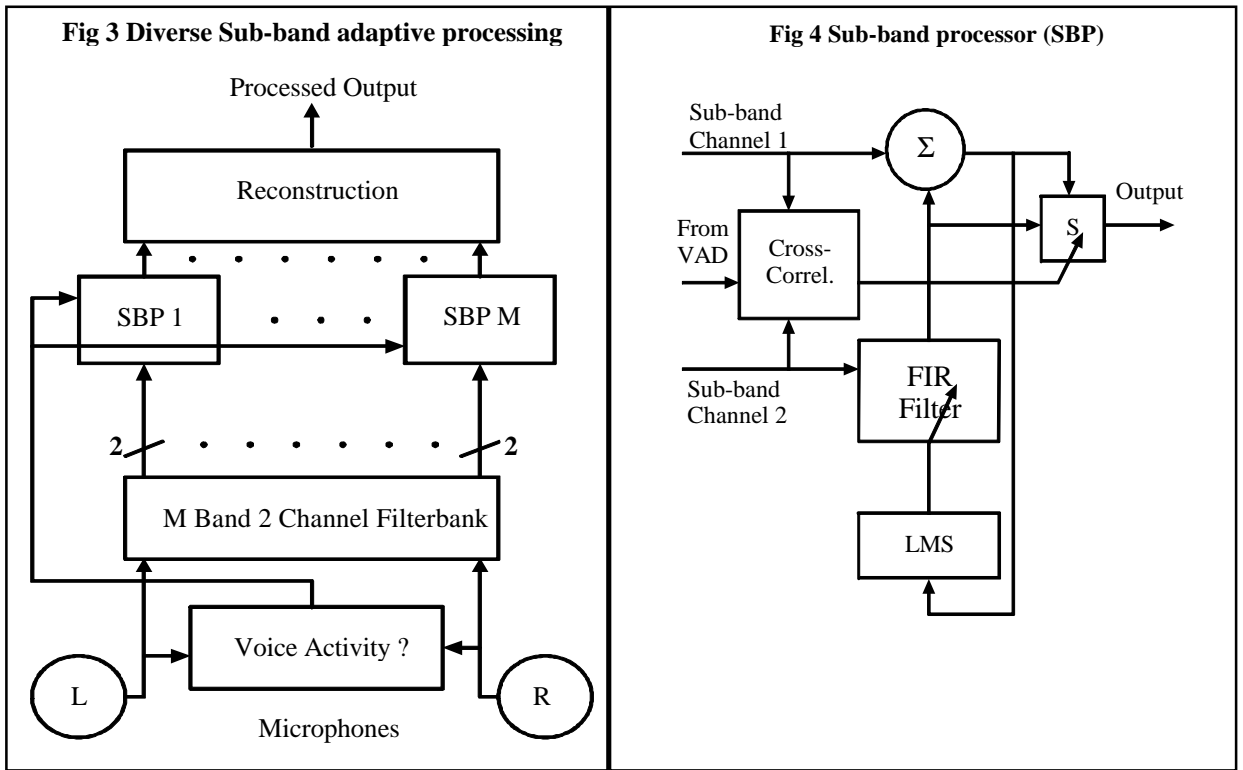 Fig 3 Diverse Sub-band adaptive processing
Processed Output
Reconstruction
SBP 1
SBP M
2
2
M Band 2 Channel Filterbank
Voice Activity ?
L
R
Microphones
Fig 4 Sub-band processor (SBP)
Sub-band
Channel 1
Σ
Output
S
From
VAD
Cross-
Correl.
Sub-band
Channel 2
FIR
Filter
LMS